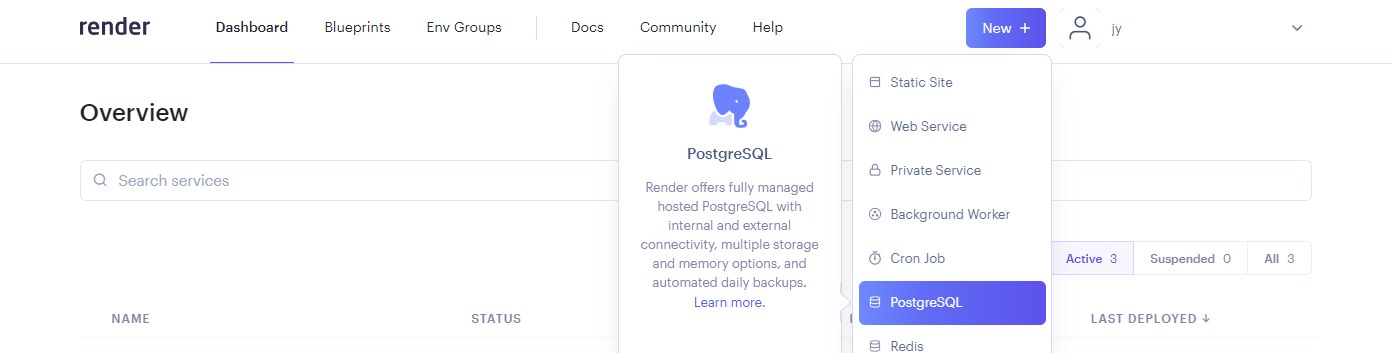 render
Dashboard
Blueprints
Env Groups
Docs
Community
Help
New +
jy
Overview
Search services
PostgreSQL
Render offers fully managed
hosted PostgreSQL with
internal and external
connectivity, multiple storage
and memory options, and
automated daily backups.
Learn more.
Static Site
Web Service
Private Service
Background Worker
Cron Job
PostgreSQL
Redis
Active 3
Suspended 0
All 3
NAME
STATUS
LAST DEPLOYED ↓